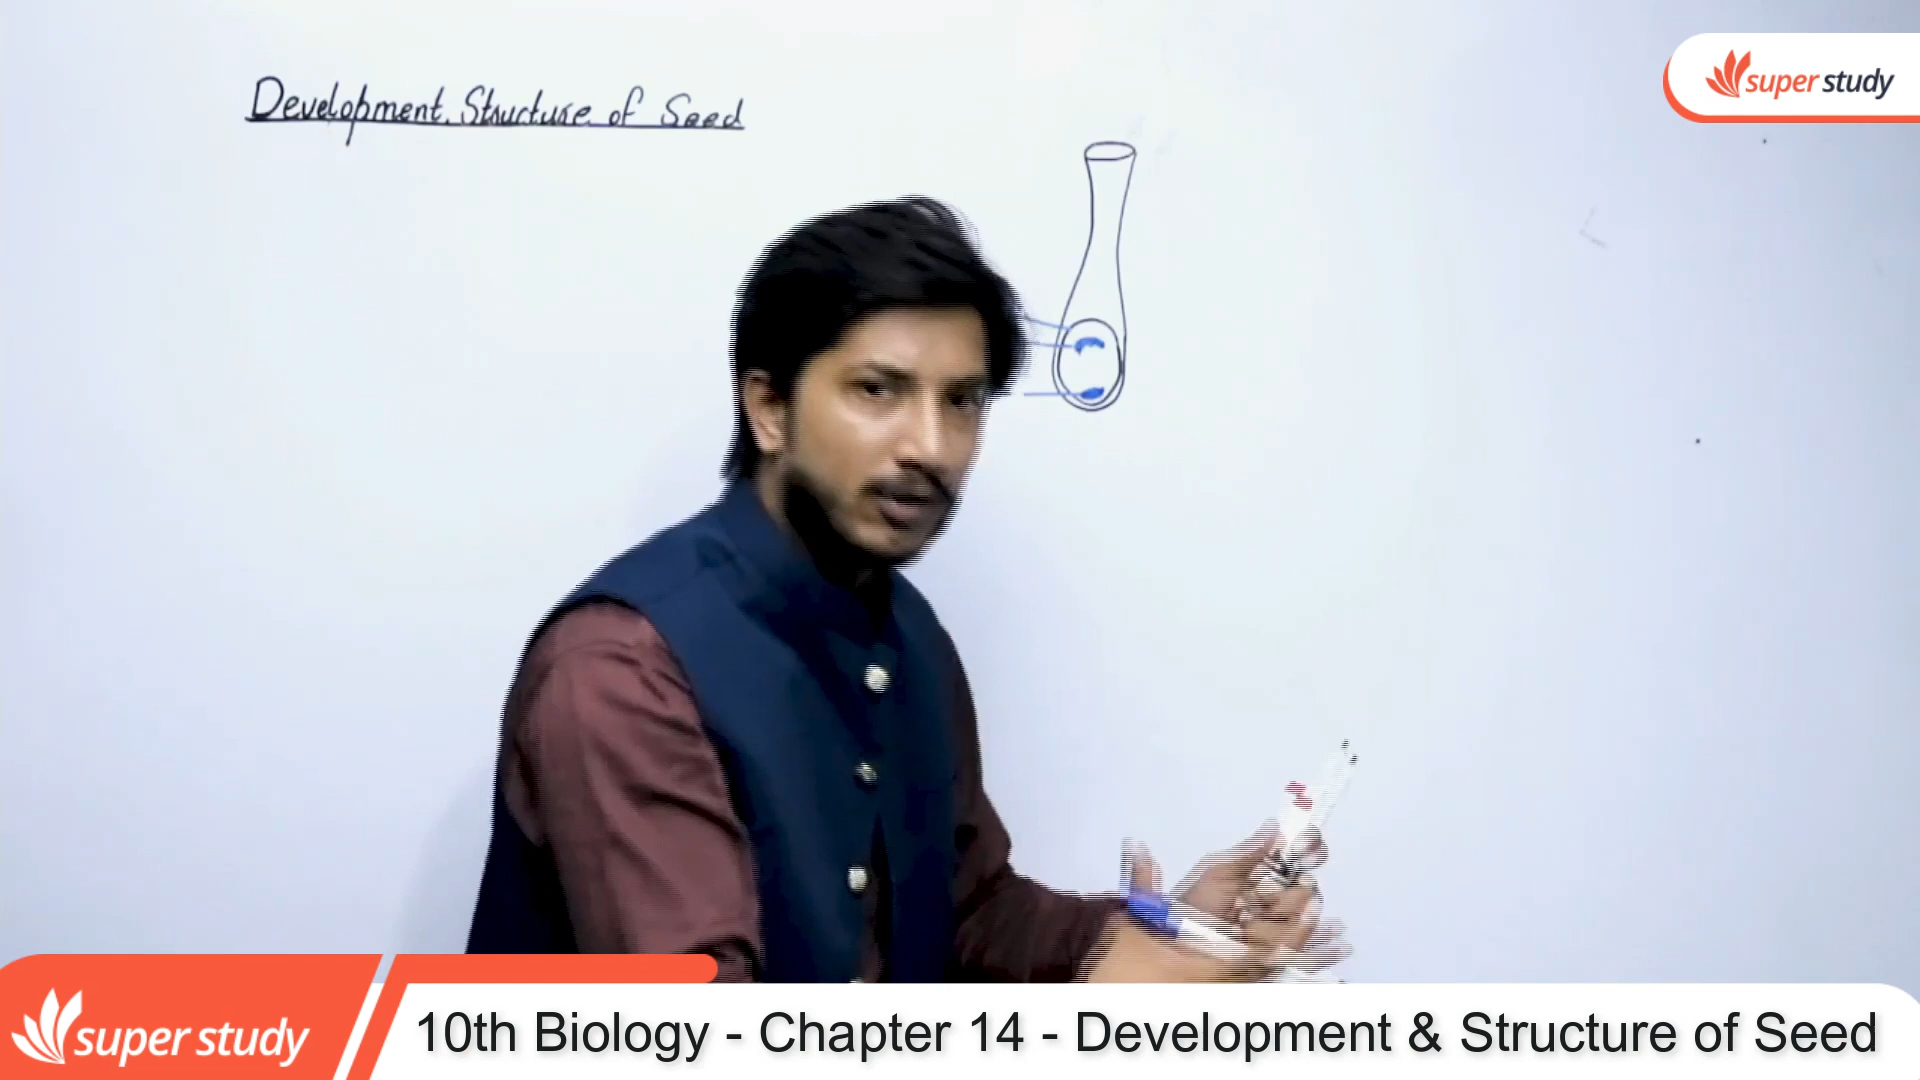 Development. Structure of Seed
super study
super study
10th Biology - Chapter 14 - Development & Structure of Seed